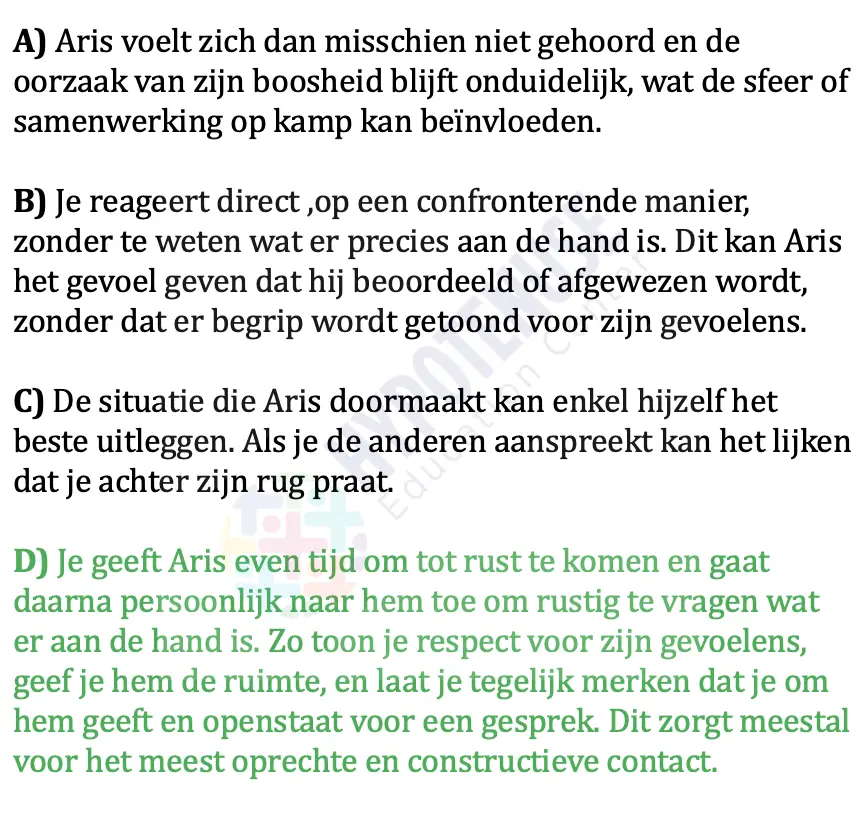 A) Aris voelt zich dan misschien niet gehoord en de
oorzaak van zijn boosheid blijft onduidelijk, wat de sfeer of
samenwerking op kamp kan beïnvloeden.
B) Je reageert direct ,op een confronterende manier,
zonder te weten wat er precies aan de hand is. Dit kan Aris
het gevoel geven dat hij beoordeeld of afgewezen wordt,
zonder dat er begrip wordt getoond voor zijn gevoelens.
C) De situatie die Aris doormaakt kan enkel hijzelf het
beste uitleggen. Als je de anderen aanspreekt kan het lijken
dat je achter zijn rug praat.
D) Je geeft Aris even tijd om tot rust te komen en gaat
daarna persoonlijk naar hem toe om rustig te vragen wat
er aan de hand is. Zo toon je respect voor zijn gevoelens,
geef je hem de ruimte, en laat je tegelijk merken dat je om
hem geeft en openstaat voor een gesprek. Dit zorgt meestal
voor het meest oprechte en constructieve contact.
HYPOTENUSE
Education Center